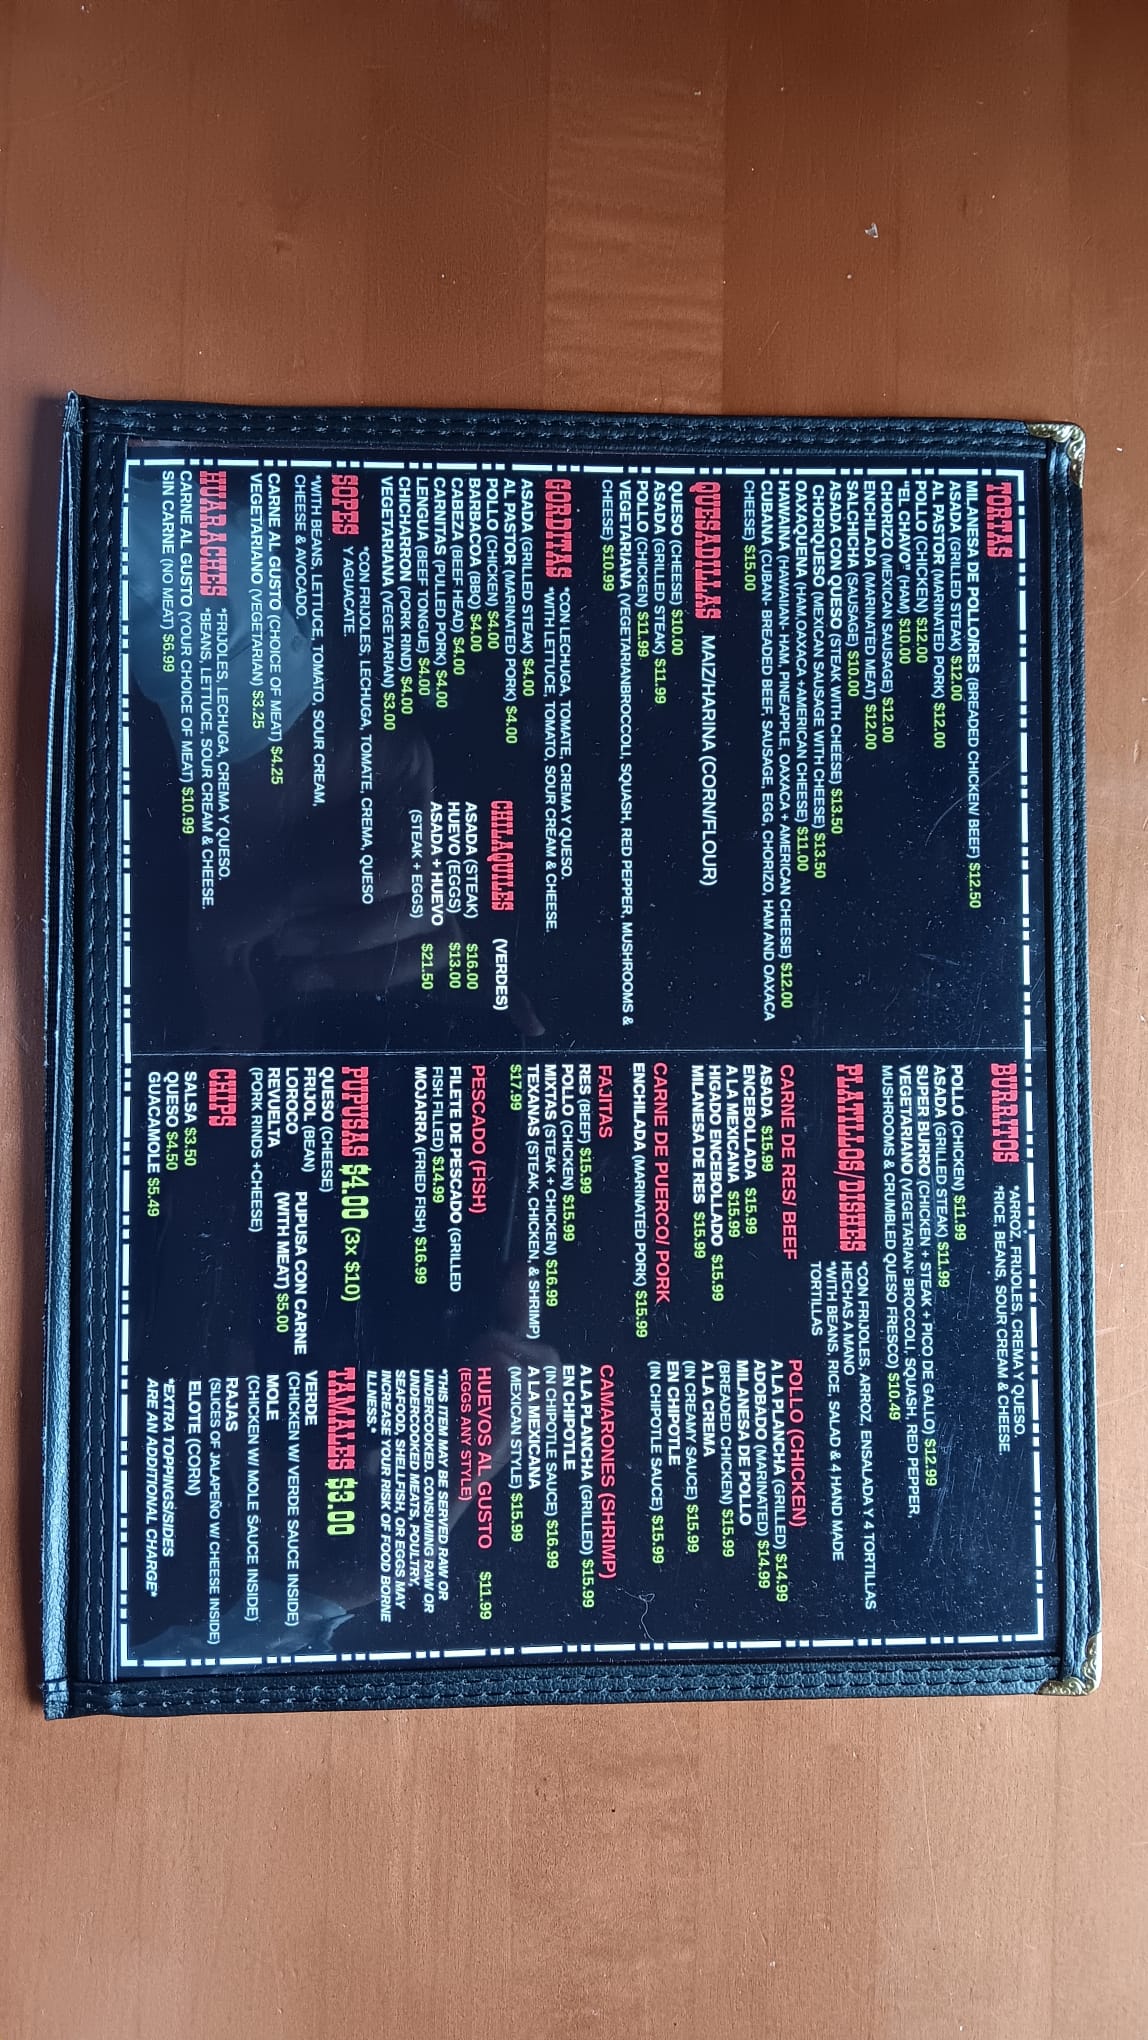 TORTAS
MILANESA DE POLLO/RES (BREADED CHICKEN/ BEEF) $12.50
ASADA (GRILLED STEAK) $12.00
AL PASTOR (MARINATED PORK) $12.00
POLLO (CHICKEN) $12.00
“EL CHAVO” (HAM) $10.00
CHORIZO (MEXICAN SAUSAGE) $12.00
ENCHILADA (MARINATED MEAT) $12.00
SALCHICHA (SAUSAGE) $10.00
ASADA CON QUESO (STEAK WITH CHEESE) $13.50
CHORIQUESO (MEXICAN SAUSAGE WITH CHEESE) $13.50
OAXAQUENA (HAM,OAXACA +AMERICAN CHEESE) $11.00
HAWAINA (HAWAIIAN- HAM, PINEAPPLE, OAXACA + AMERICAN CHEESE) $12.00
CUBANA (CUBAN- BREADED BEEF, SAUSAGE, EGG, CHORIZO, HAM AND OAXACA
CHEESE) $15.00
QUESADILLAS MAIZ/HARINA (CORN/FLOUR)
QUESO (CHEESE) $10.00
ASADA (GRILLED STEAK) $11.99
POLLO (CHICKEN) $11.99
VEGETARIANA (VEGETARIANBROCCOLI, SQUASH, RED PEPPER, MUSHROOMS &
CHEESE) $10.99
GORDITAS *CON LECHUGA, TOMATE, CREMA Y QUESO.
*WITH LETTUCE, TOMATO, SOUR CREAM & CHEESE.
ASADA (GRILLED STEAK) $4.00
AL PASTOR (MARINATED PORK) $4.00
POLLO (CHICKEN) $4.00
BARBACOA (BBQ) $4.00
CABEZA (BEEF HEAD) $4.00
CARNITAS (PULLED PORK) $4.00
LENGUA (BEEF TONGUE) $4.00
CHICHARRON (PORK RIND) $4.00
VEGETARIANA (VEGETARIAN) $3.00
CHILAQUILES (VERDES)
ASADA (STEAK) $16.00
HUEVO (EGGS) $13.00
ASADA + HUEVO
(STEAK + EGGS) $21.50
SOPES *CON FRIJOLES, LECHUGA, TOMATE, CREMA, QUESO
Y AGUACATE.
*WITH BEANS, LETTUCE, TOMATO, SOUR CREAM,
CHEESE & AVOCADO.
CARNE AL GUSTO (CHOICE OF MEAT) $4.25
VEGETARIANO (VEGETARIAN) $3.25
HUARACHES *FRIJOLES, LECHUGA, CREMA Y QUESO.
*BEANS, LETTUCE, SOUR CREAM & CHEESE.
CARNE AL GUSTO (YOUR CHOICE OF MEAT) $10.99
SIN CARNE (NO MEAT) $6.99
BURRITOS *ARROZ, FRIJOLES, CREMA Y QUESO.
*RICE, BEANS, SOUR CREAM & CHEESE.
POLLO (CHICKEN) $11.99
ASADA (GRILLED STEAK) $11.99
SUPER BURRO (CHICKEN + STEAK + PICO DE GALLO) $12.99
VEGETARIANO (VEGETARIAN- BROCCOLI, SQUASH, RED PEPPER,
MUSHROOMS & CRUMBLED QUESO FRESCO) $10.49
PLATILLOS/DISHES *CON FRIJOLES, ARROZ, ENSALADA Y 4 TORTILLAS
HECHAS A MANO
*WITH BEANS, RICE, SALAD & 4 HAND MADE
TORTILLAS
CARNE DE RES/ BEEF
ASADA $15.99
ENCEBOLLADA $15.99
A LA MEXICANA $15.99
HIGADO ENCEBOLLADO $15.99
MILANESA DE RES $15.99
CARNE DE PUERCO/ PORK
ENCHILADA (MARINATED PORK) $15.99
FAJITAS
RES (BEEF) $15.99
POLLO (CHICKEN) $15.99
MIXTAS (STEAK + CHICKEN) $16.99
TEXANAS (STEAK, CHICKEN, & SHRIMP)
$17.99
PESCADO (FISH)
FILETE DE PESCADO (GRILLED
FISH FILLED) $14.99
MOJARRA (FRIED FISH) $16.99
POLLO (CHICKEN)
A LA PLANCHA (GRILLED) $14.99
ADOBADO (MARINATED) $14.99
MILANESA DE POLLO
(BREADED CHICKEN) $15.99
A LA CREMA
(IN CREAMY SAUCE) $15.99
EN CHIPOTLE
(IN CHIPOTLE SAUCE) $15.99
CAMARONES (SHRIMP)
A LA PLANCHA (GRILLED) $15.99
EN CHIPOTLE
(IN CHIPOTLE SAUCE) $16.99
A LA MEXICANA
(MEXICAN STYLE) $15.99
HUEVOS AL GUSTO $11.99
(EGGS ANY STYLE)
*THIS ITEM MAY BE SERVED RAW OR
UNDERCOOKED. CONSUMING RAW OR
UNDERCOOKED MEATS, POULTRY,
SEAFOOD, SHELLFISH, OR EGGS MAY
INCREASE YOUR RISK OF FOOD BORNE
ILLNESS.*
PUPUSAS $4.00 (3x $10)
QUESO (CHEESE)
FRIJOL (BEAN)
LOROCO
REVUELTA
(PORK RINDS +CHEESE)
PUPUSA CON CARNE
(WITH MEAT) $5.00
CHIPS
SALSA $3.50
QUESO $4.50
GUACAMOLE $5.49
TAMALES $3.00
VERDE
(CHICKEN W/ VERDE SAUCE INSIDE)
MOLE
(CHICKEN W/ MOLE SAUCE INSIDE)
RAJAS
(SLICES OF JALAPEÑO W/ CHEESE INSIDE)
ELOTE (CORN)
*EXTRA TOPPINGS/SIDES
ARE AN ADDITIONAL CHARGE*